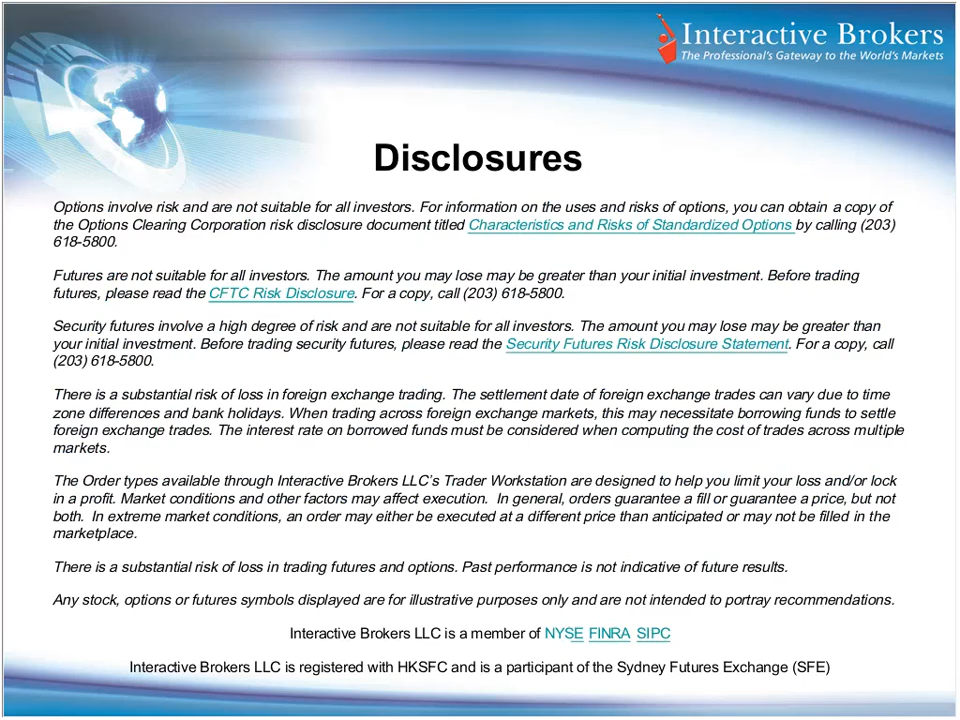 Interactive Brokers
The Professional's Gateway to the World's Markets
Disclosures
Options involve risk and are not suitable for all investors. For information on the uses and risks of options, you can obtain a copy of
the Options Clearing Corporation risk disclosure document titled Characteristics and Risks of Standardized Options by calling (203)
618-5800.
Futures are not suitable for all investors. The amount you may lose may be greater than your initial investment. Before trading
futures, please read the CFTC Risk Disclosure. For a copy, call (203) 618-5800.
Security futures involve a high degree of risk and are not suitable for all investors. The amount you may lose may be greater than
your initial investment. Before trading security futures, please read the Security Futures Risk Disclosure Statement. For a copy, call
(203) 618-5800.
There is a substantial risk of loss in foreign exchange trading. The settlement date of foreign exchange trades can vary due to time
zone differences and bank holidays. When trading across foreign exchange markets, this may necessitate borrowing funds to settle
foreign exchange trades. The interest rate on borrowed funds must be considered when computing the cost of trades across multiple
markets.
The Order types available through Interactive Brokers LLC's Trader Workstation are designed to help you limit your loss and/or lock
in a profit. Market conditions and other factors may affect execution. In general, orders guarantee a fill or guarantee a price, but not
both. In extreme market conditions, an order may either be executed at a different price than anticipated or may not be filled in the
marketplace.
There is a substantial risk of loss in trading futures and options. Past performance is not indicative of future results.
Any stock, options or futures symbols displayed are for illustrative purposes only and are not intended to portray recommendations.
Interactive Brokers LLC is a member of NYSE FINRA SIPC
Interactive Brokers LLC is registered with HKSFC and is a participant of the Sydney Futures Exchange (SFE)